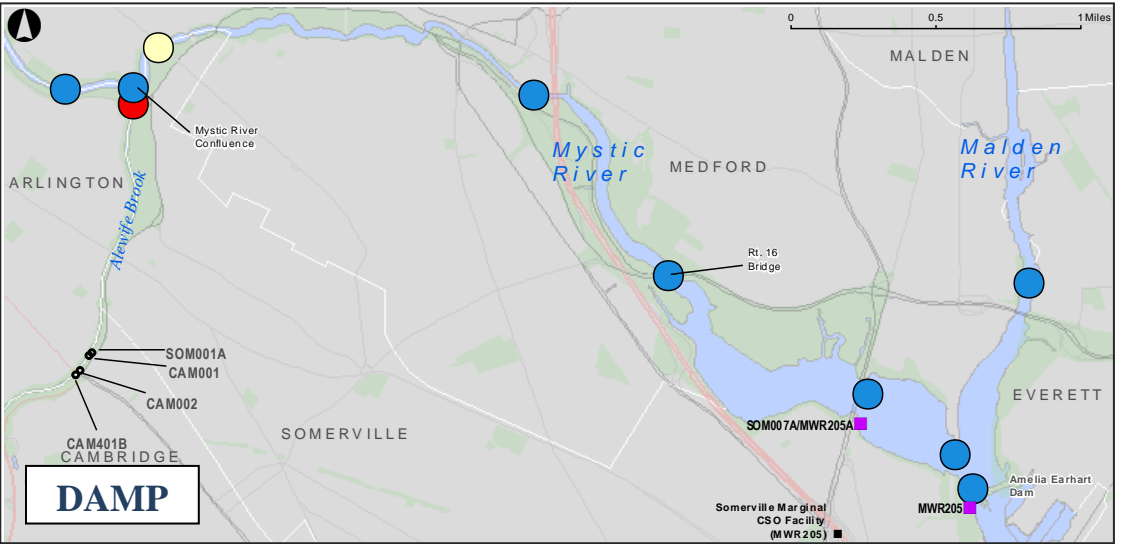 0 0.5 1 Miles
MALDEN
Mystic River
Confluence
Mystic
River
MEDFORD
Malden
River
ARLINGTON
Alewife Brook
Rt. 16
Bridge
SOM001A
CAM001
CAM002
EVERETT
SOM007A/MWR205A
SOMERVILLE
CAM401B
CAMBRIDGE
Amelia Earhart
Dam
DAMP
Somerville Marginal
CSO Facility
(MWR205)
MWR205